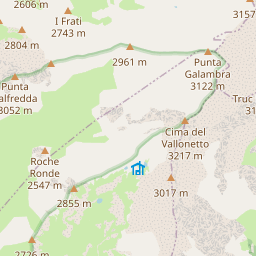 2606 m
I Frati
2743 m
2804 m
3157
2961 m
Punta
Galambra
3122 m
Punta
alfredda
3052 m
Truc
31
Cima del
Vallonetto
3217 m
Roche
Ronde
2547 m
2855 m
3017 m
2726 m